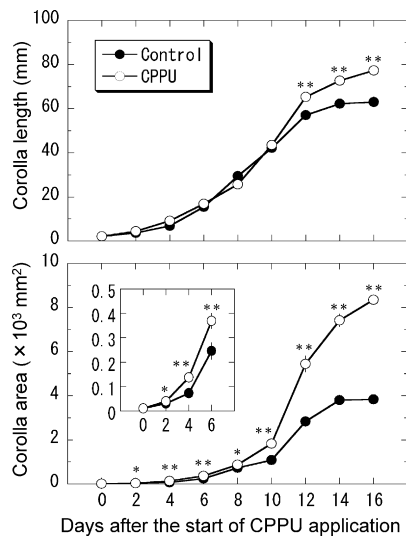 100
80
60
40
20
0
Corolla length (mm)
Control
CPPU
** ** **
10
8
6
4
2
0
Corolla area (×10³ mm²)
0.5
0.4
0.3
0.2
0.1
0
* ** **
0 2 4 6
* ** ** * ** ** ** **
0 2 4 6 8 10 12 14 16
Days after the start of CPPU application